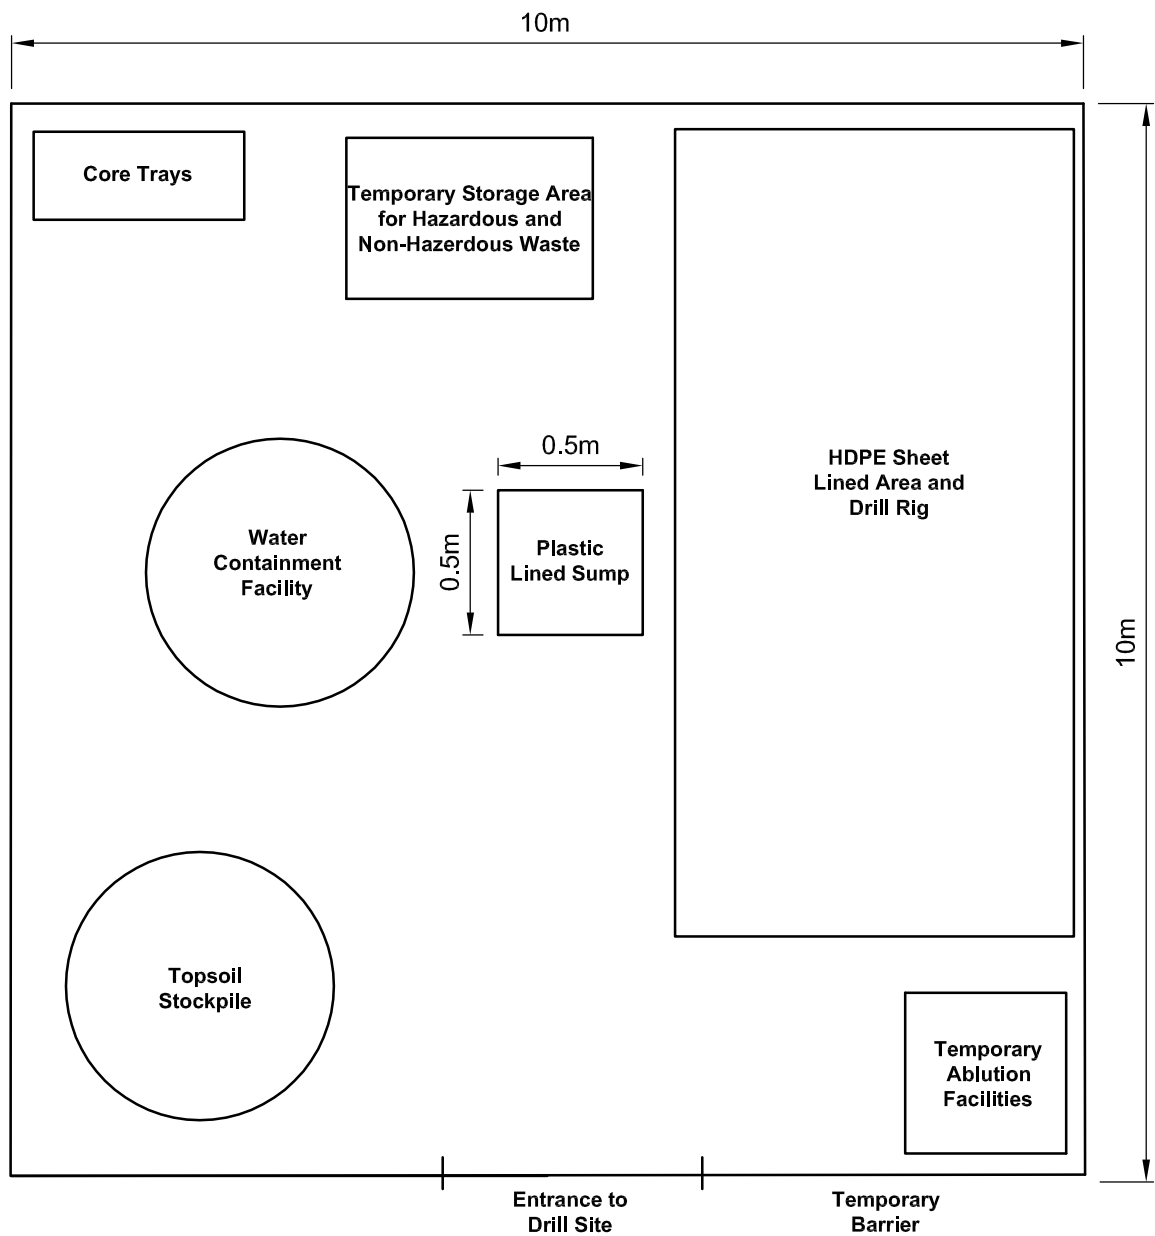 10m
Core Trays
Temporary Storage Area
for Hazardous and
Non-Hazerdous Waste
HDPE Sheet
Lined Area and
Drill Rig
0.5m
0.5m
Water
Containment
Facility
Plastic
Lined Sump
10m
Topsoil
Stockpile
Temporary
Ablution
Facilities
Entrance to
Drill Site
Temporary
Barrier